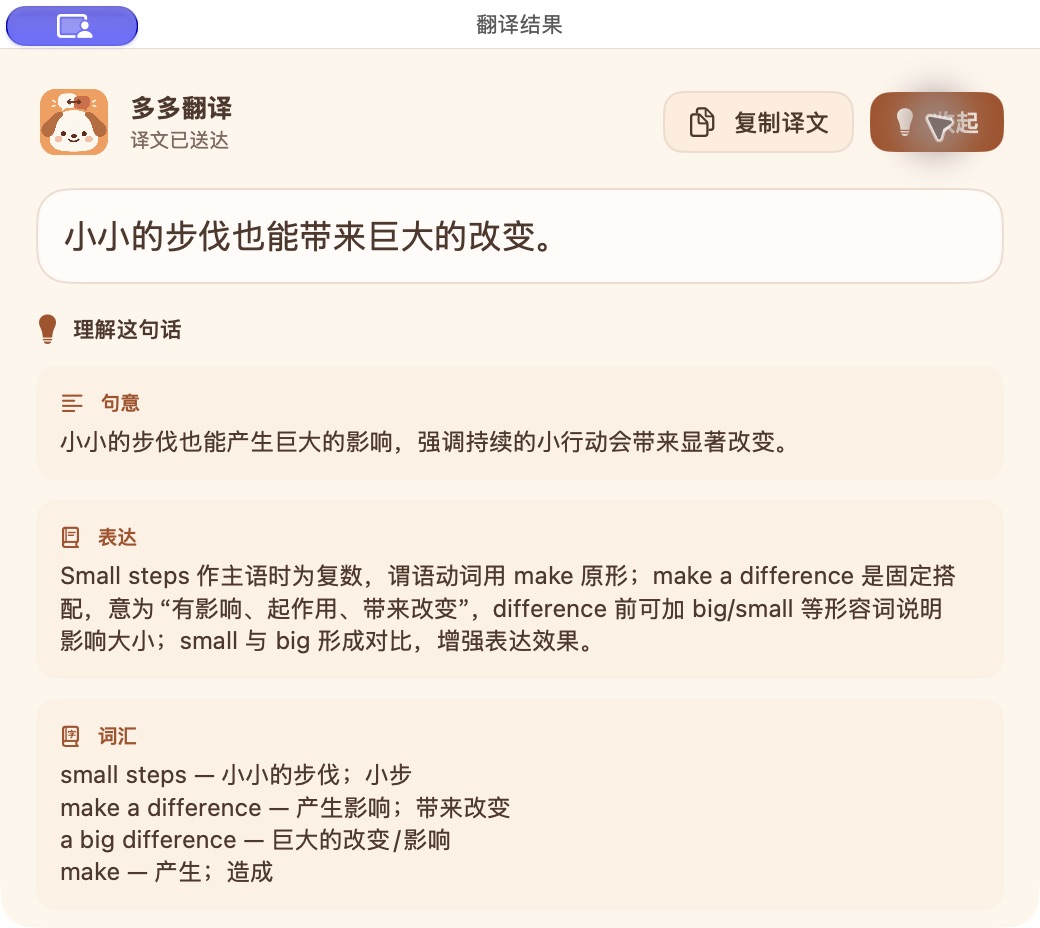 翻译结果
多多翻译
译文已送达
复制译文
起
小小的步伐也能带来巨大的改变。
理解这句话
句意
小小的步伐也能产生巨大的影响，强调持续的小行动会带来显著改变。
表达
Small steps 作主语时为复数，谓语动词用 make 原形；make a difference 是固定搭
配，意为“有影响、起作用、带来改变”，difference 前可加 big/small 等形容词说明
影响大小；small 与 big 形成对比，增强表达效果。
词汇
small steps — 小小的步伐；小步
make a difference — 产生影响；带来改变
a big difference — 巨大的改变/影响
make — 产生；造成